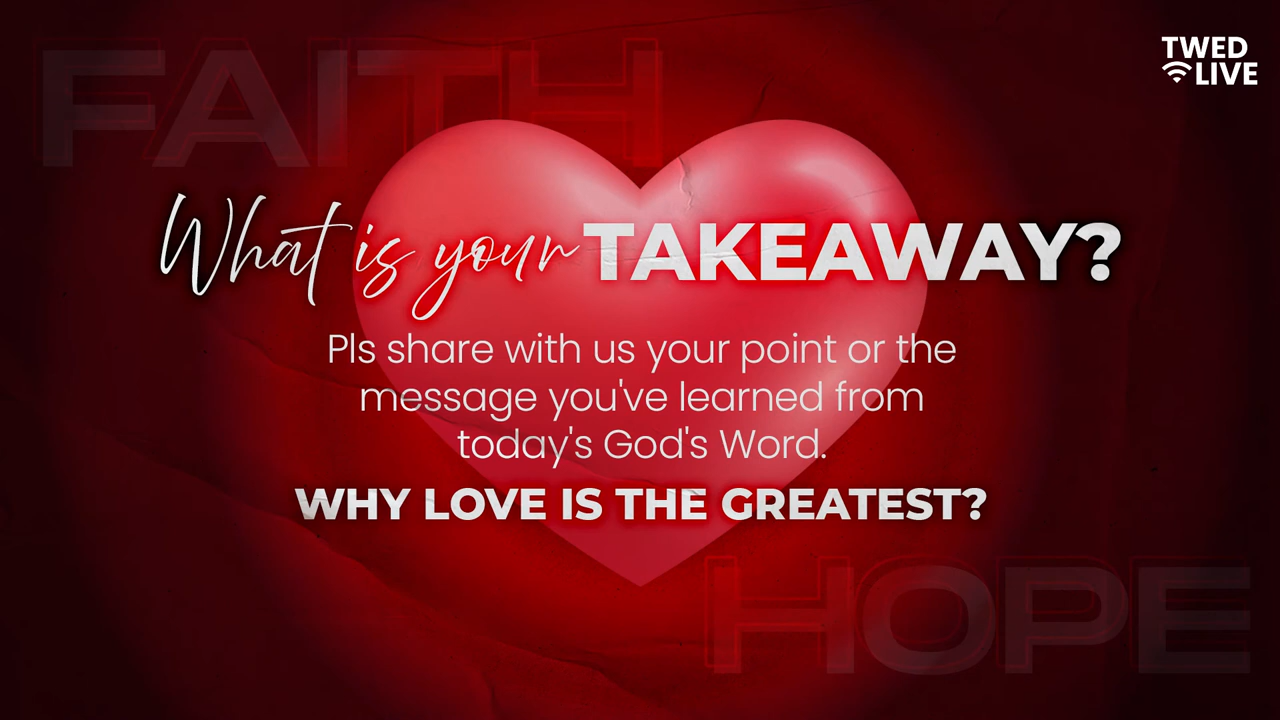 FAITH
TWED
LIVE
What is your TAKEAWAY?
Pls share with us your point or the
message you've learned from
today's God's Word.
WHY LOVE IS THE GREATEST?
HOPE